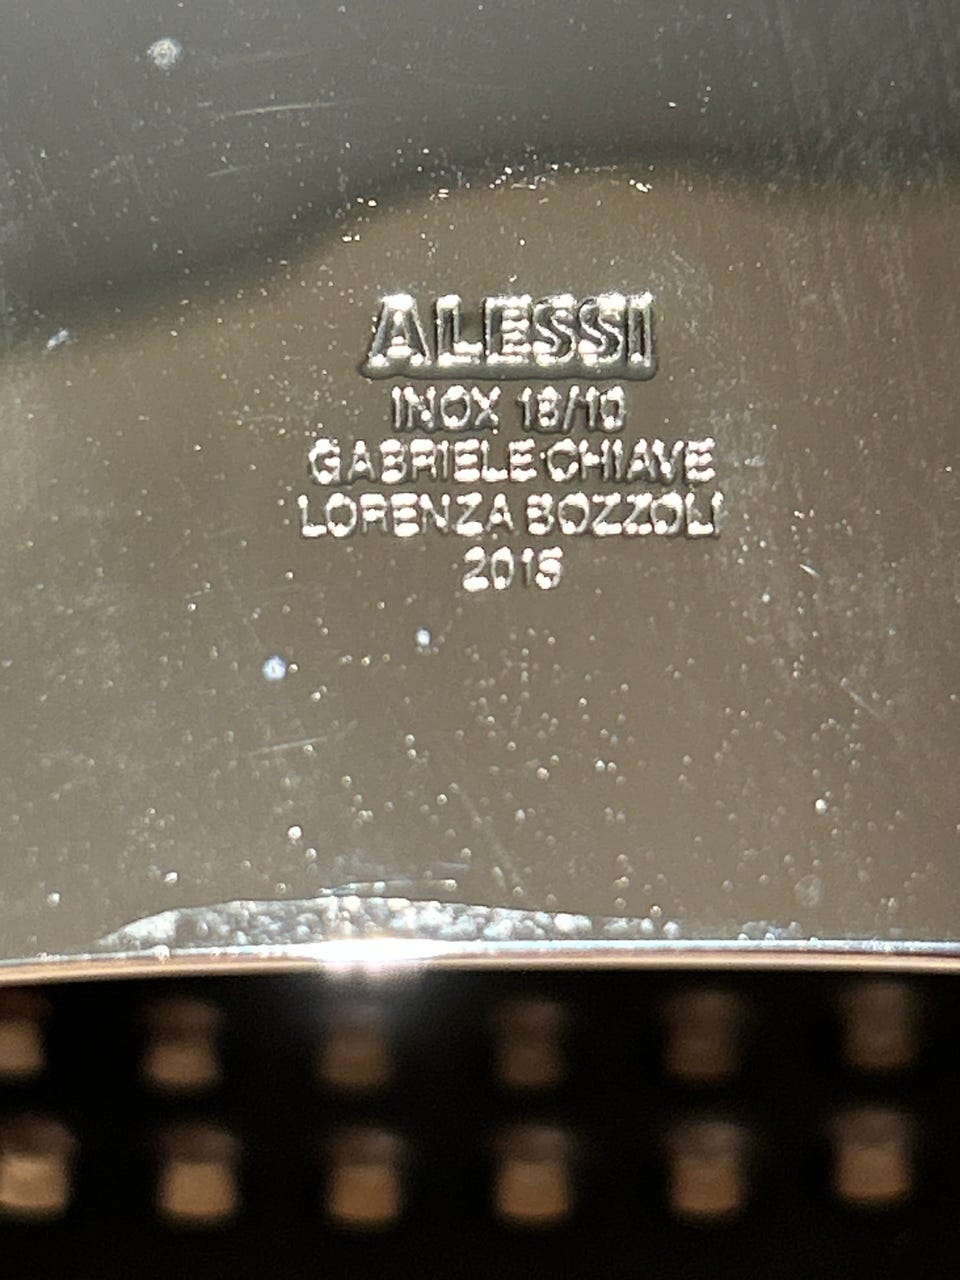 ALESSI
INOX 18/10
GABRIELE CHIAVE
LORENZA BOZZOLI
2015